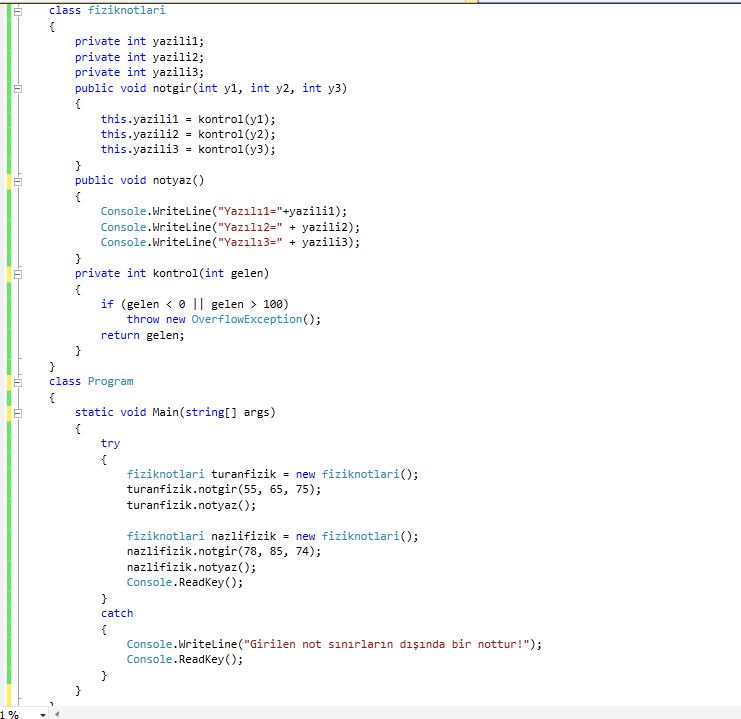 class fiziknotlari
{
private int yazili1;
private int yazili2;
private int yazili3;
public void notgir(int y1, int y2, int y3)
{
this.yazili1 = kontrol(y1);
this.yazili2 = kontrol(y2);
this.yazili3 = kontrol(y3);
}
public void notyaz()
{
Console.WriteLine("Yazılı1="+yazili1);
Console.WriteLine("Yazılı2=" + yazili2);
Console.WriteLine("Yazılı3=" + yazili3);
}
private int kontrol(int gelen)
{
if (gelen < 0 || gelen > 100)
throw new OverflowException();
return gelen;
}
}
class Program
{
static void Main(string[] args)
{
try
{
fiziknotlari turanfizik = new fiziknotlari();
turanfizik.notgir(55, 65, 75);
turanfizik.notyaz();
fiziknotlari nazlifizik = new fiziknotlari();
nazlifizik.notgir(78, 85, 74);
nazlifizik.notyaz();
Console.ReadKey();
}
catch
{
Console.WriteLine("Girilen not sınırların dışında bir nottur!");
Console.ReadKey();
}
}
1 %